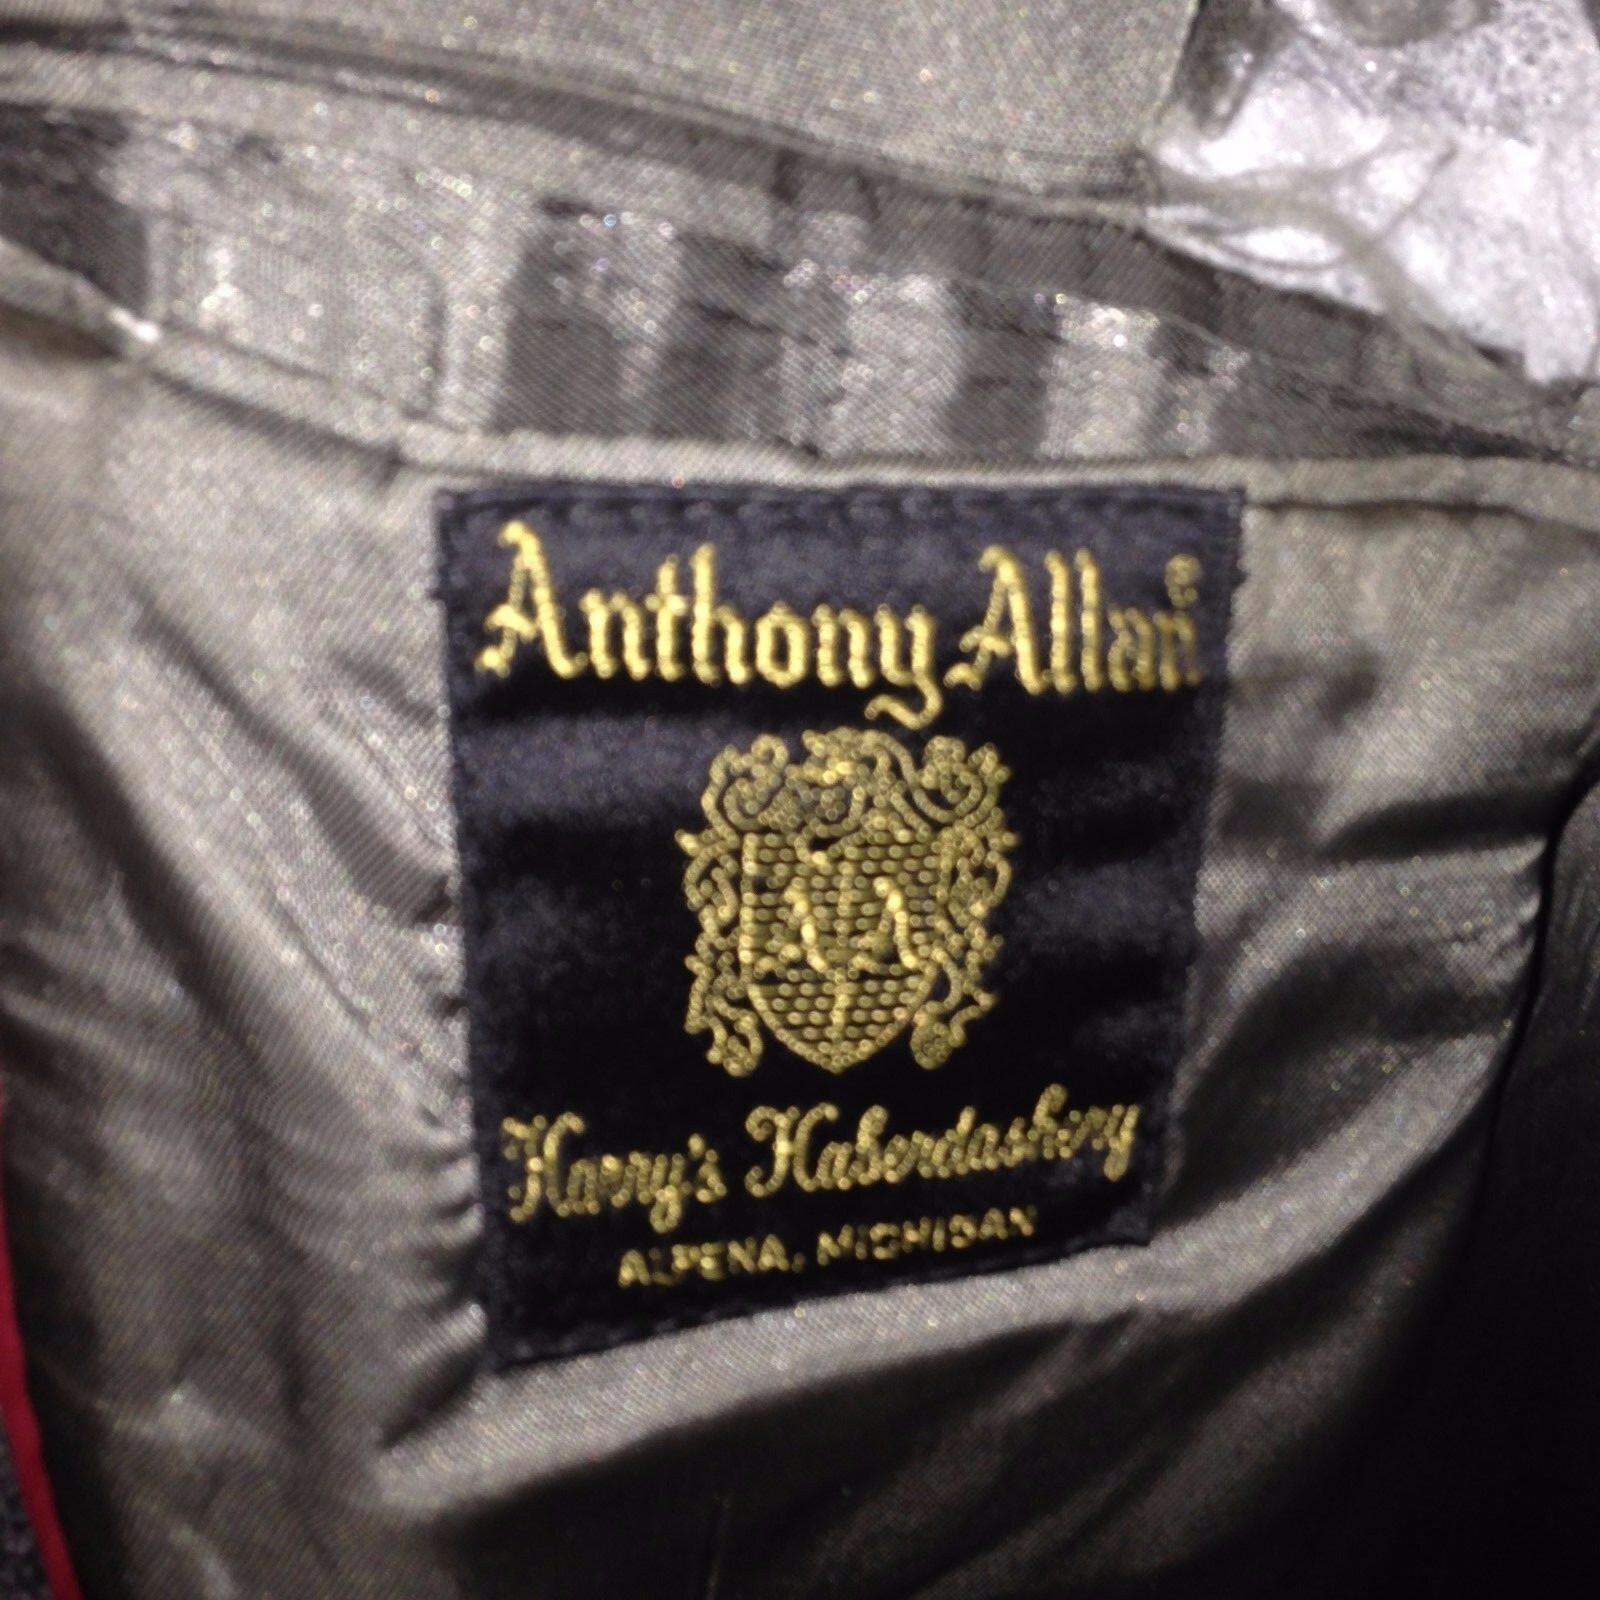 Anthony Allan®
Harry's Haberdashery
ALPENA, MICHIGAN